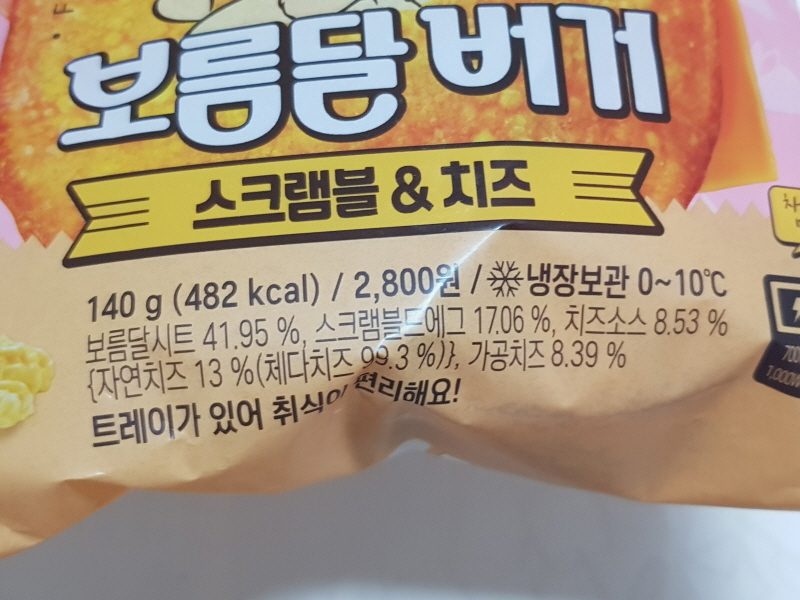 보름달 버거
스크램블 & 치즈
140 g (482 kcal) / 2,800원 / 냉장보관 0~10℃
보름달시트 41.95 %, 스크램블드에그 17.06 %, 치즈소스 8.53 %
{자연치즈 13 %(체다치즈 99.3 %)}, 가공치즈 8.39 %
트레이가 있어 취식이 편리해요!
700
1,000W